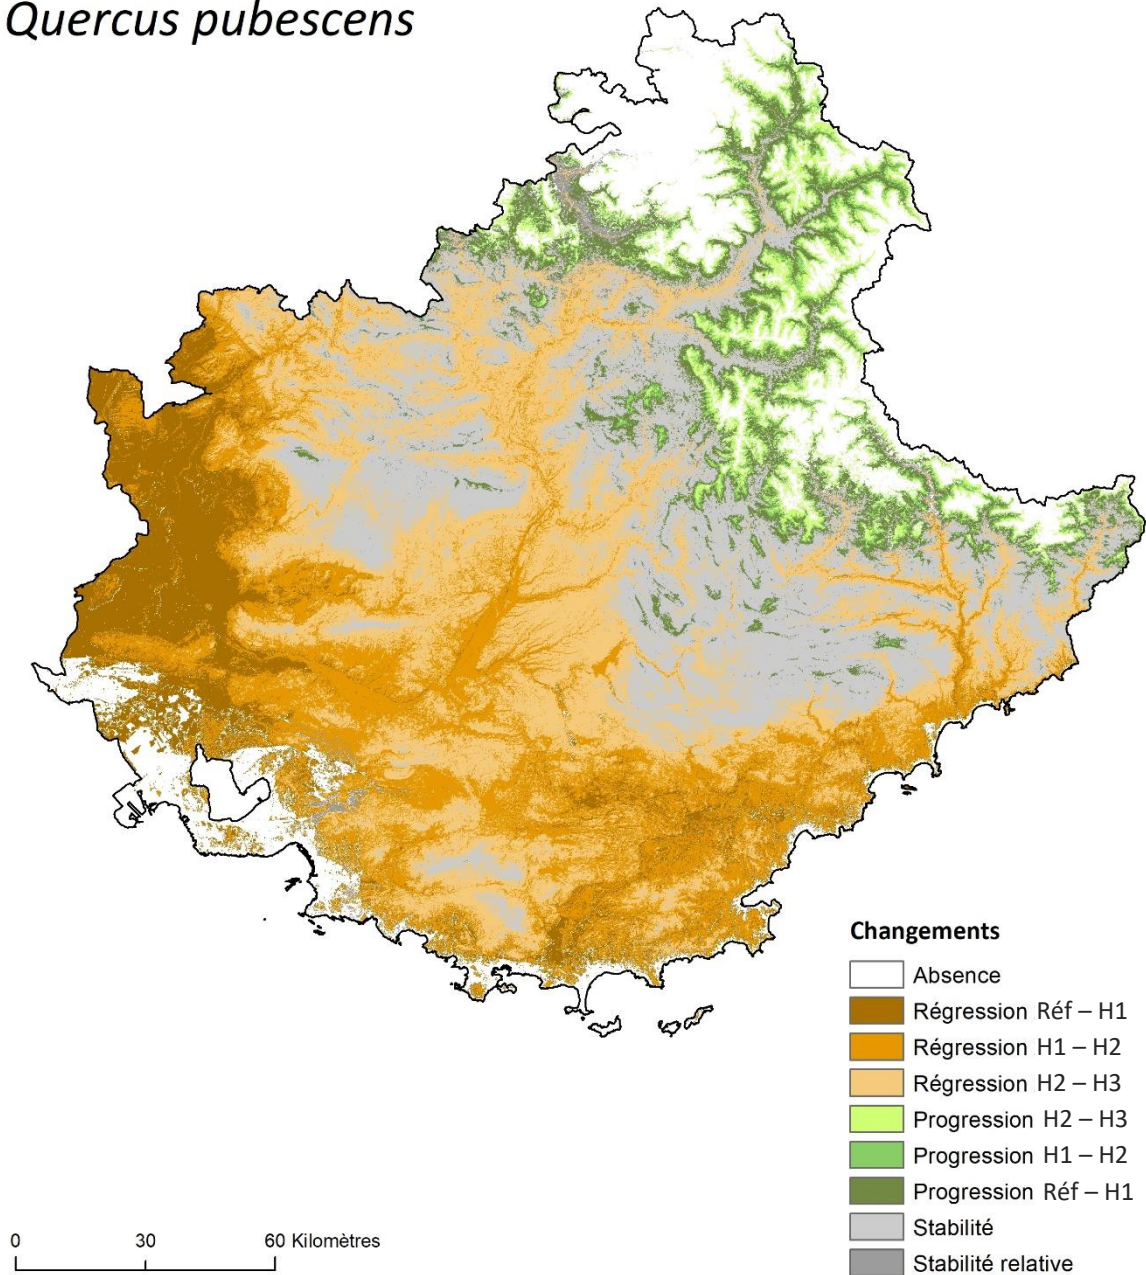 Quercus pubescens
Changements
Absence
Régression Réf – H1
Régression H1 – H2
Régression H2 – H3
Progression H2 – H3
Progression H1 – H2
Progression Réf – H1
Stabilité
Stabilité relative
0 30 60 Kilomètres